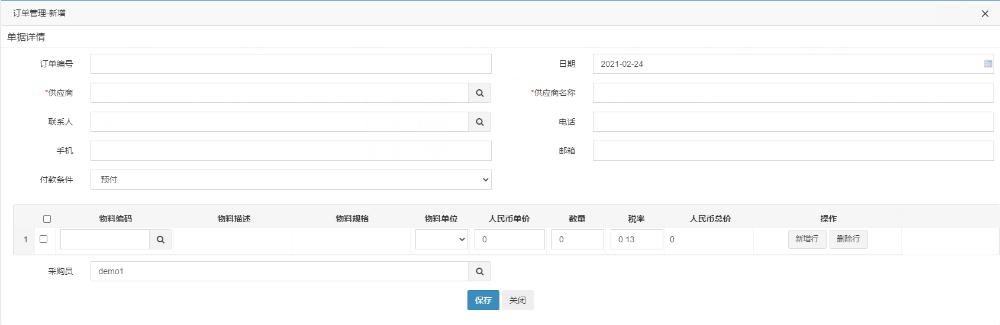 订单管理-新增
单据详情
订单编号 日期 2021-02-24
*供应商 *供应商名称
联系人 电话
手机 邮箱
付款条件 预付
物料编码 物料描述 物料规格 物料单位 人民币单价 数量 税率 人民币总价 操作
1 0 0 0.13 0 新增行 删除行
采购员 demo1
保存 关闭